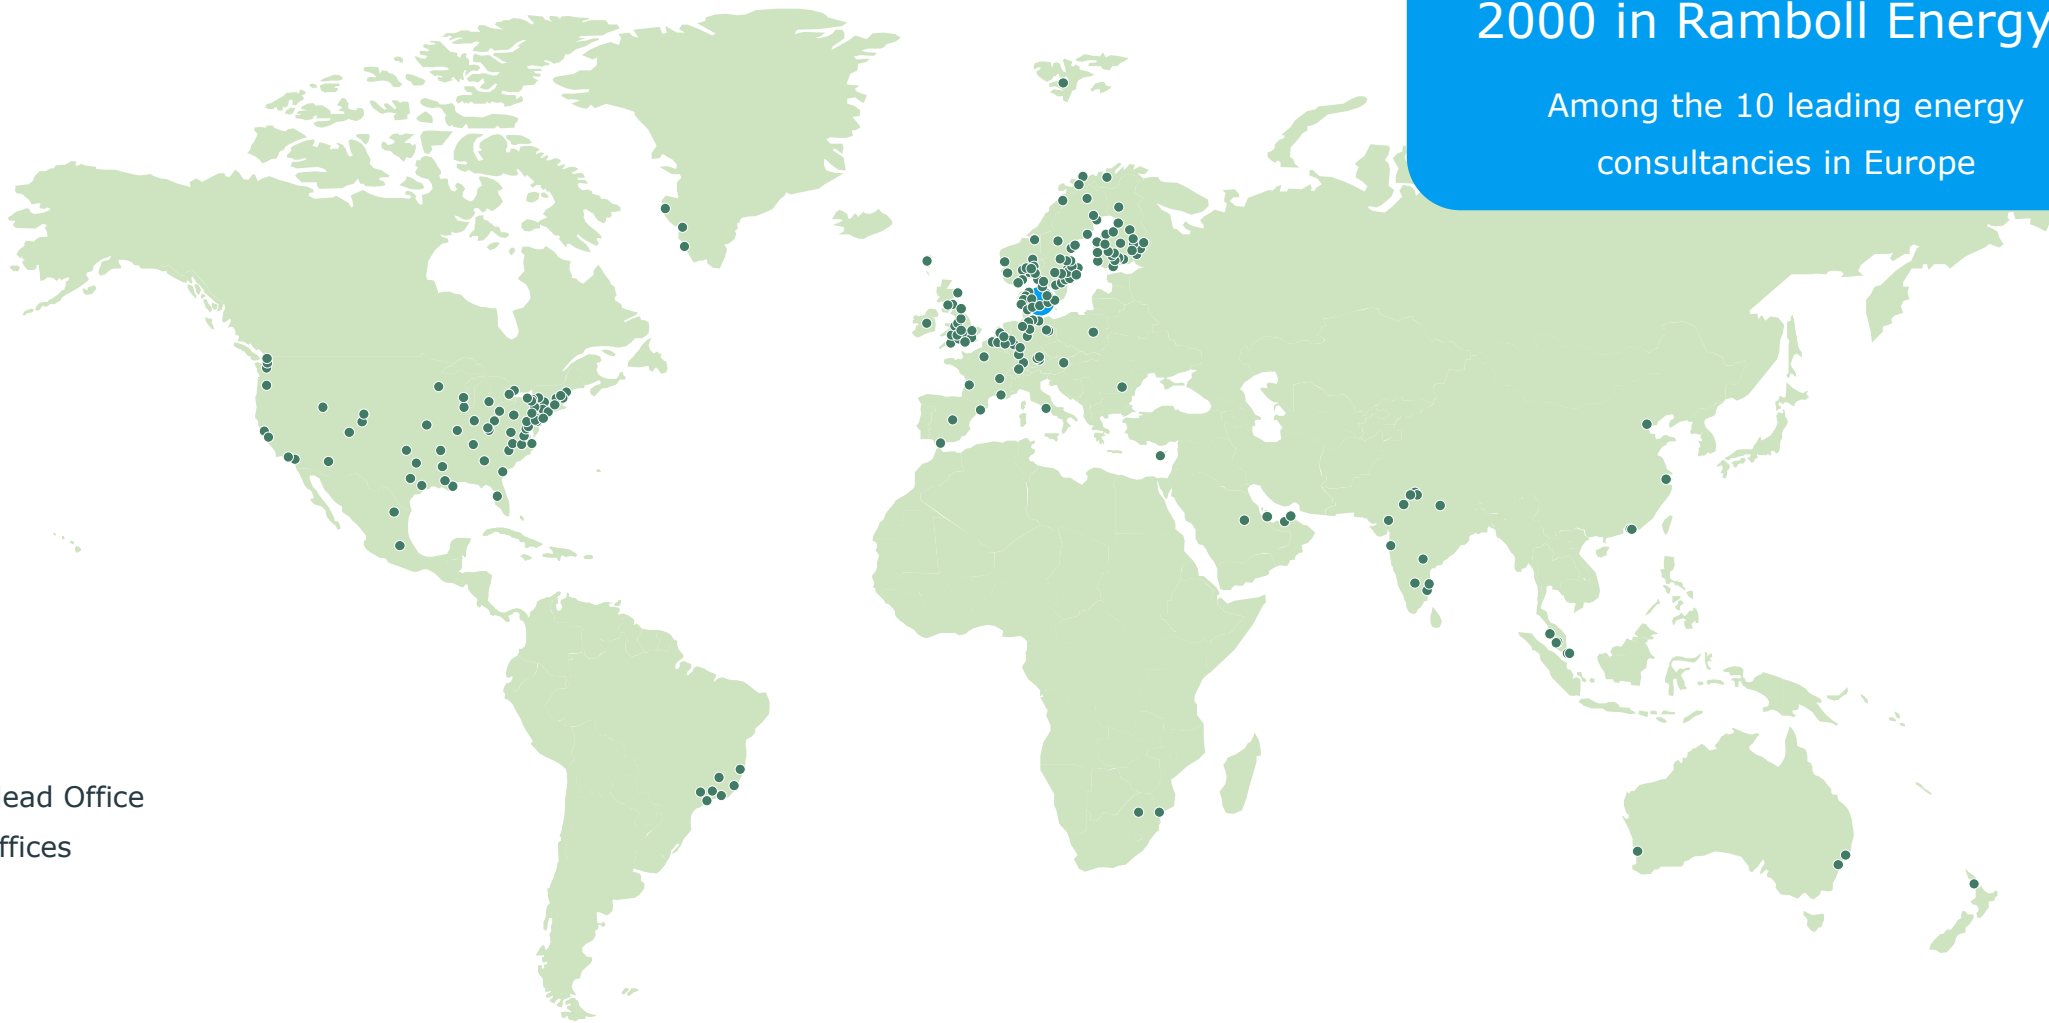 2000 in Ramboll Energy
Among the 10 leading energy
consultancies in Europe
ead Office
ffices